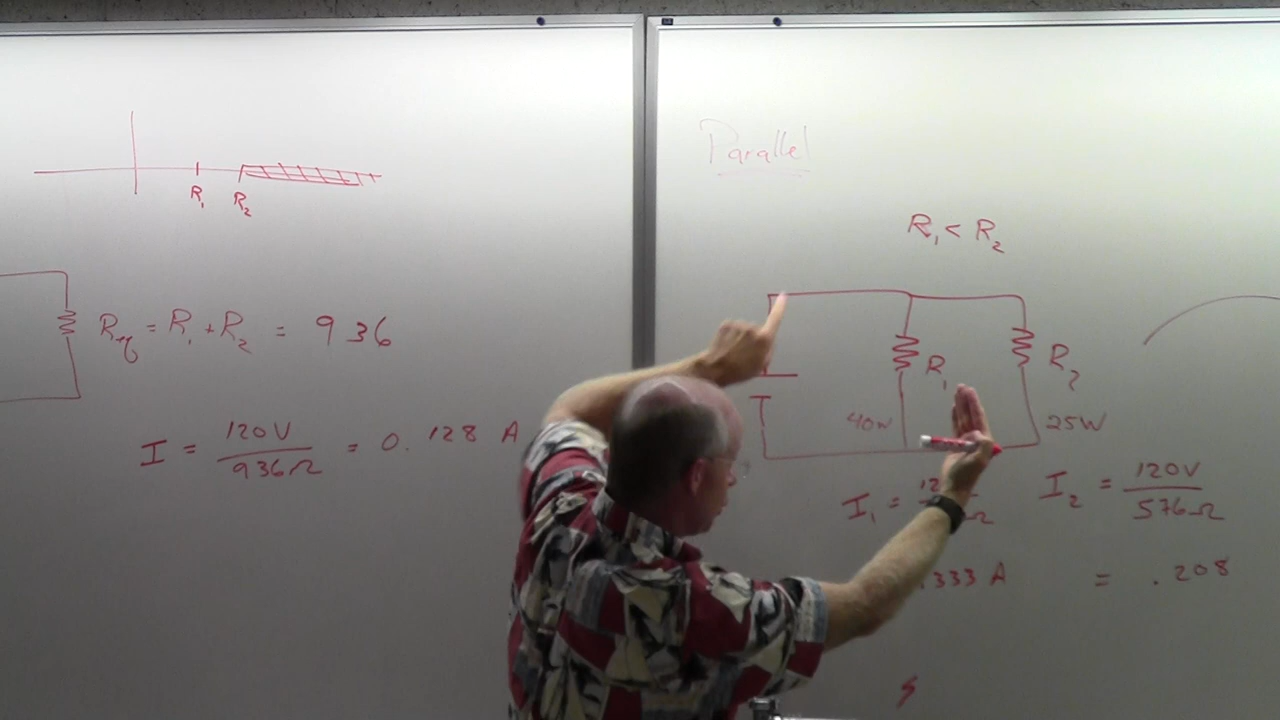 R₁ R₂
R_eq = R₁ + R₂ = 936
I = 120V / 936Ω = 0.128 A
Parallel
R₁ < R₂
R₁ R₂
40W 25W
I₁ = Ω
I₂ = 120V / 576Ω
.333 A
= .208